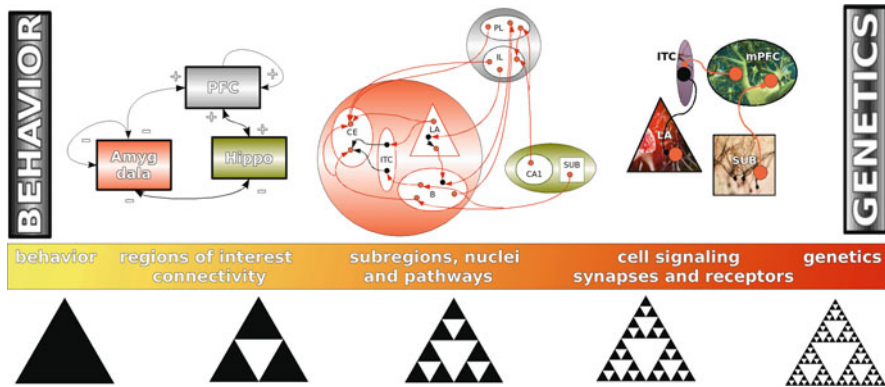 BEHAVIOR
PFC
+
+
+
+
-
-
-
-
Amyg
dala
Hippo
PL
IL
CE
LA
ITC
B
CA1
SUB
ITC
mPFC
LA
SUB
GENETICS
behavior
regions of interest
connectivity
subregions, nuclei
and pathways
cell signaling
synapses and receptors
genetics